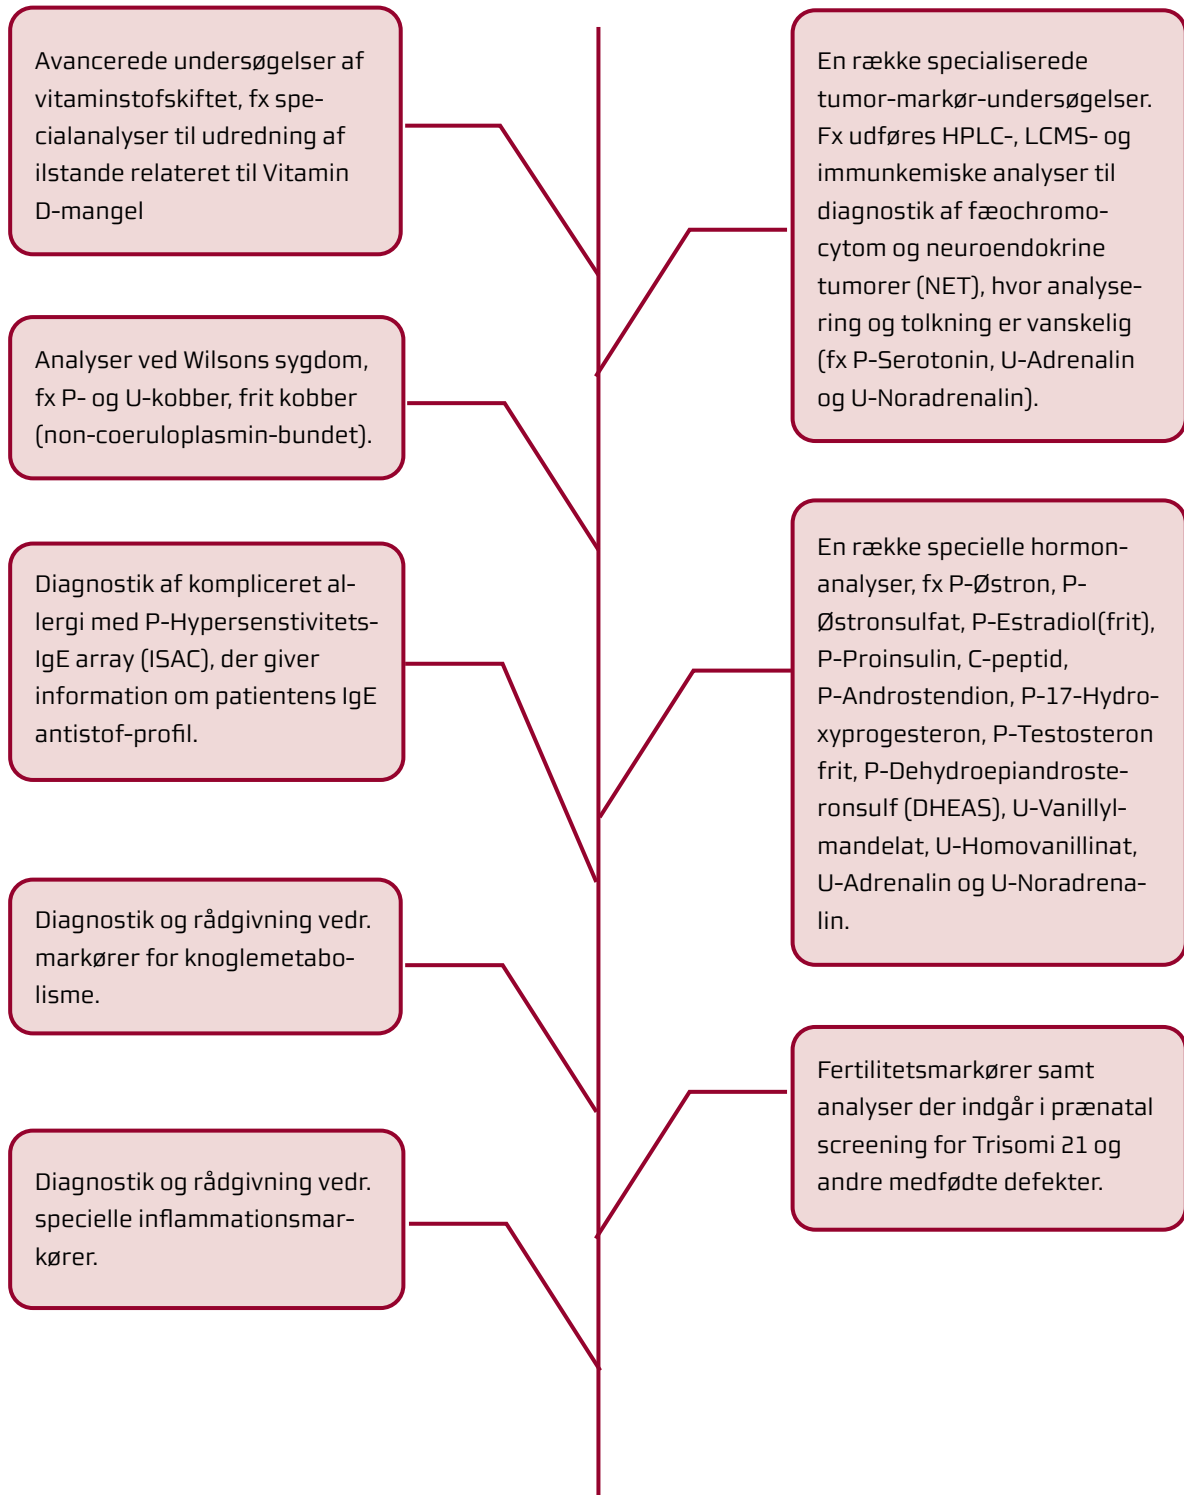 Avancerede undersøgelser af
vitaminstofskiftet, fx spe-
cialanalyser til udredning af
ilstande relateret til Vitamin
D-mangel
Analyser ved Wilsons sygdom,
fx P- og U-kobber, frit kobber
(non-coeruloplasmin-bundet).
Diagnostik af kompliceret al-
lergi med P-Hypersenstivitets-
IgE array (ISAC), der giver
information om patientens IgE
antistof-profil.
Diagnostik og rådgivning vedr.
markører for knoglemetabo-
lisme.
Diagnostik og rådgivning vedr.
specielle inflammationsmar-
kører.
En række specialiserede
tumor-markør-undersøgelser.
Fx udføres HPLC-, LCMS- og
immunkemiske analyser til
diagnostik af fæochromo-
cytom og neuroendokrine
tumorer (NET), hvor analyse-
ring og tolkning er vanskelig
(fx P-Serotonin, U-Adrenalin
og U-Noradrenalin).
En række specielle hormon-
analyser, fx P-Østron, P-
Østronsulfat, P-Estradiol(frit),
P-Proinsulin, C-peptid,
P-Androstendion, P-17-Hydro-
xyprogesteron, P-Testosteron
frit, P-Dehydroepiandroste-
ronsulf (DHEAS), U-Vanillyl-
mandelat, U-Homovanillinat,
U-Adrenalin og U-Noradrena-
lin.
Fertilitetsmarkører samt
analyser der indgår i prænatal
screening for Trisomi 21 og
andre medfødte defekter.